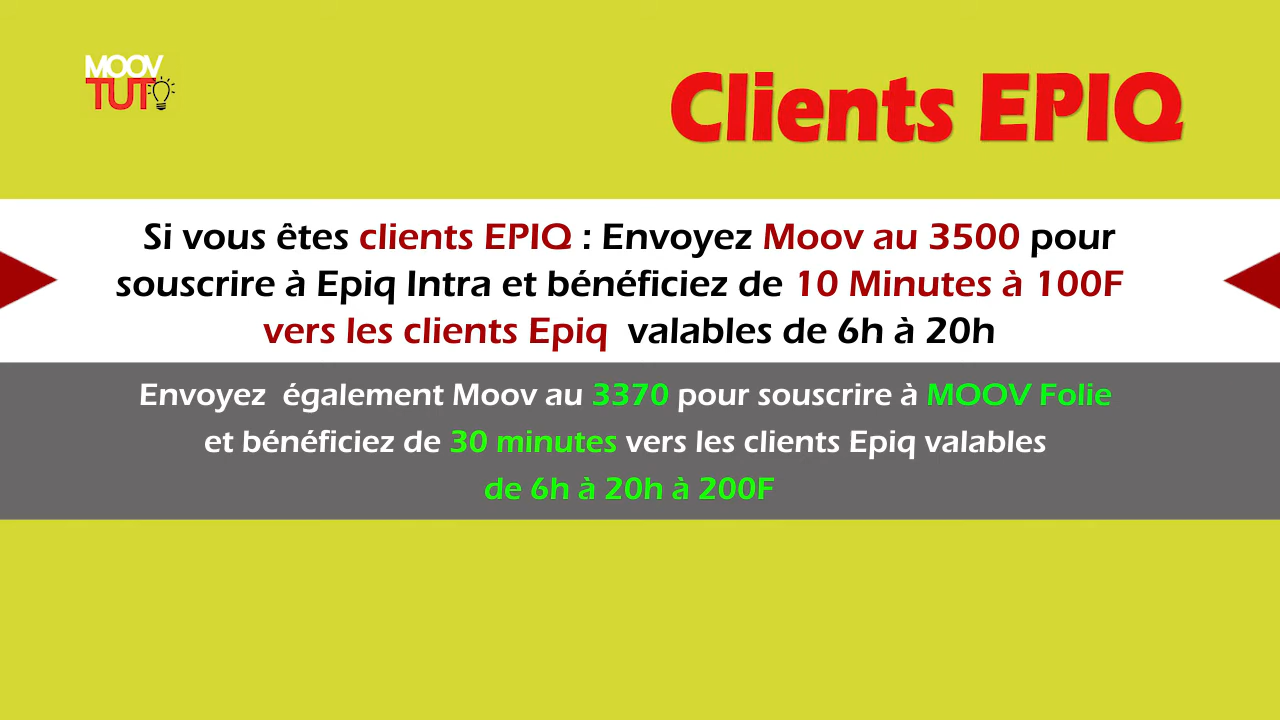 MOOV
TUTO
Clients EPIQ
Si vous êtes clients EPIQ : Envoyez Moov au 3500 pour
souscrire à Epiq Intra et bénéficiez de 10 Minutes à 100F
vers les clients Epiq valables de 6h à 20h
Envoyez également Moov au 3370 pour souscrire à MOOV Folie
et bénéficiez de 30 minutes vers les clients Epiq valables
de 6h à 20h à 200F